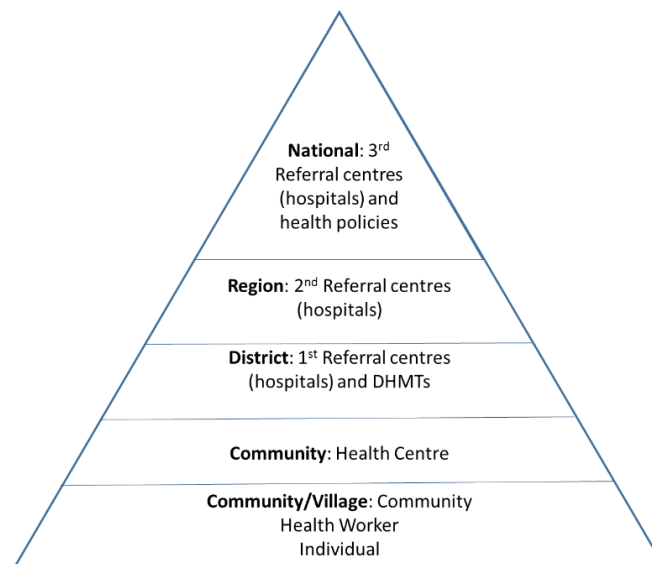 National: 3rd
Referral centres
(hospitals) and
health policies
Region: 2nd Referral centres
(hospitals)
District: 1st Referral centres
(hospitals) and DHMTs
Community: Health Centre
Community/Village: Community
Health Worker
Individual